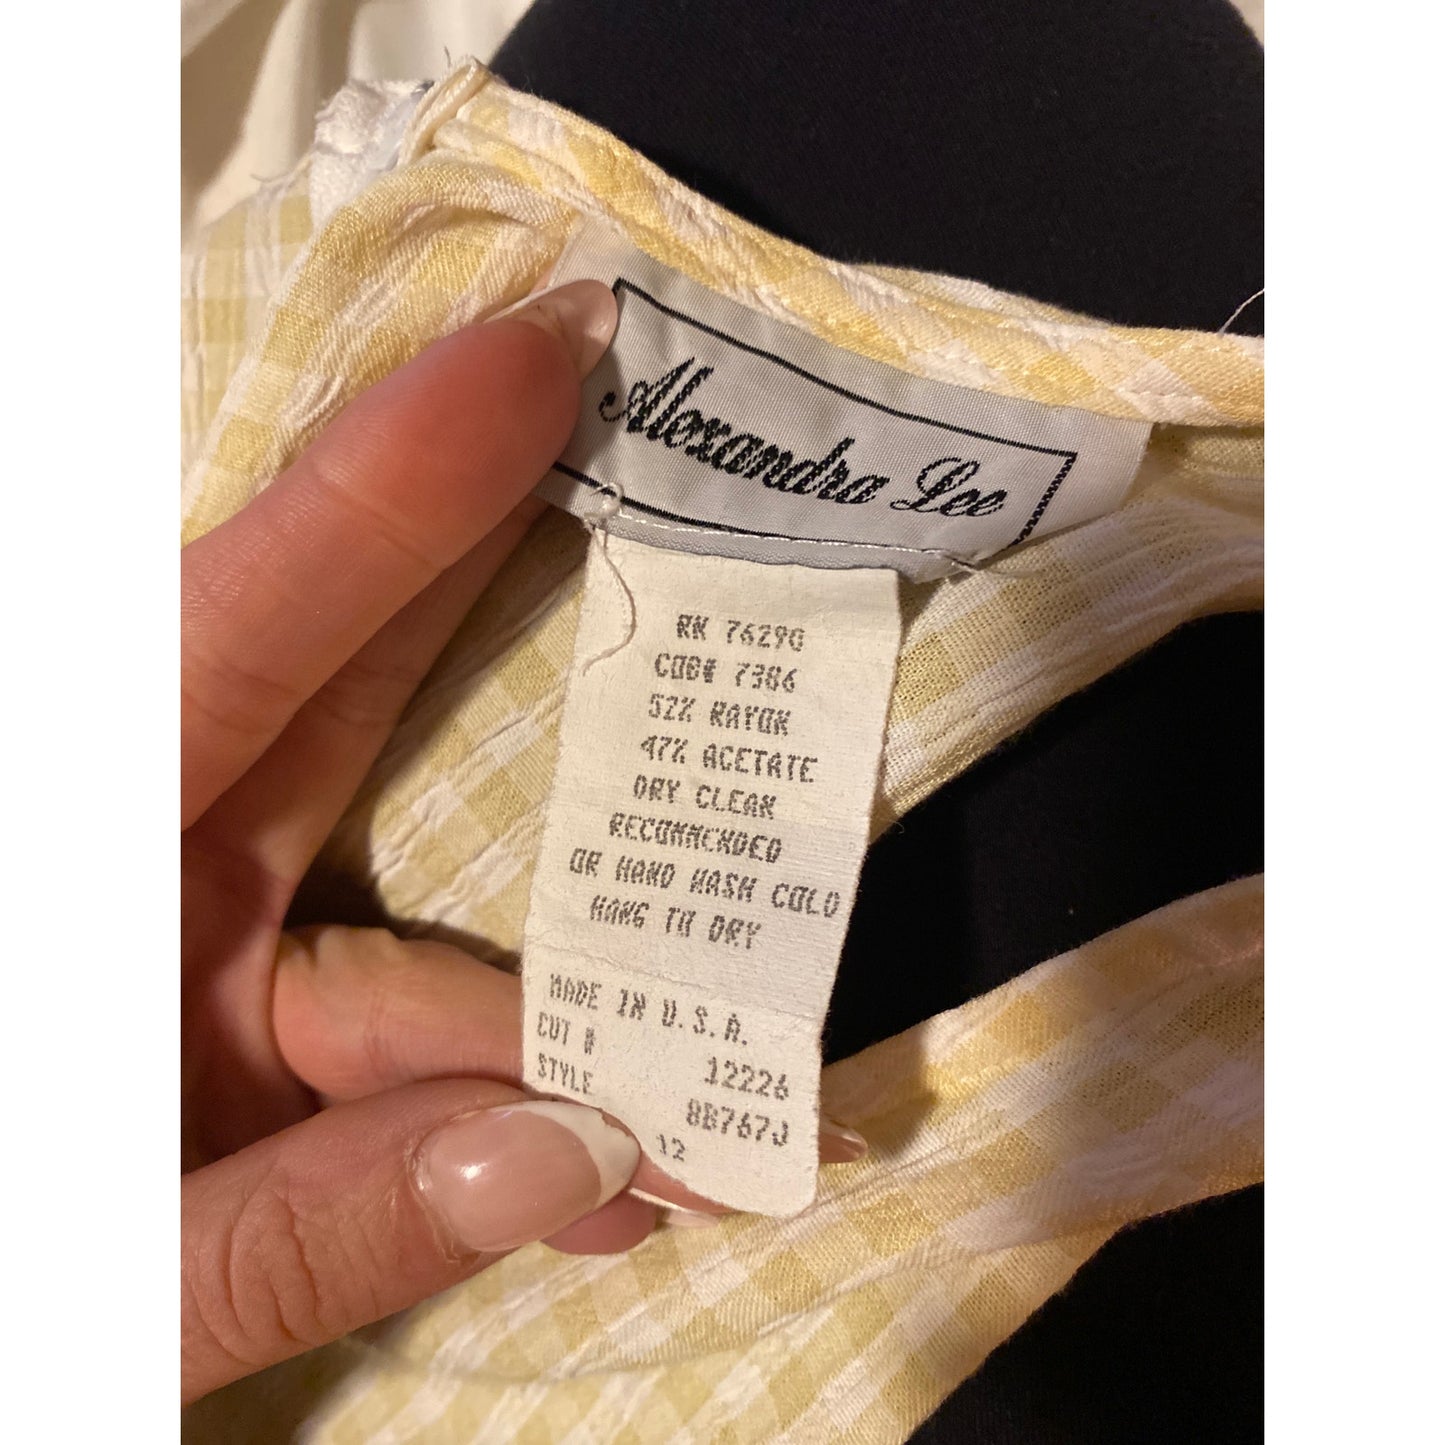 Alexandra Lee
RN 76290
COB# 7386
52% RAYON
47% ACETATE
DRY CLEAN
RECOMMENDED
OR HAND WASH COLD
HANG TO DRY
MADE IN U.S.A.
CUT # 12226
STYLE 8B767J
12